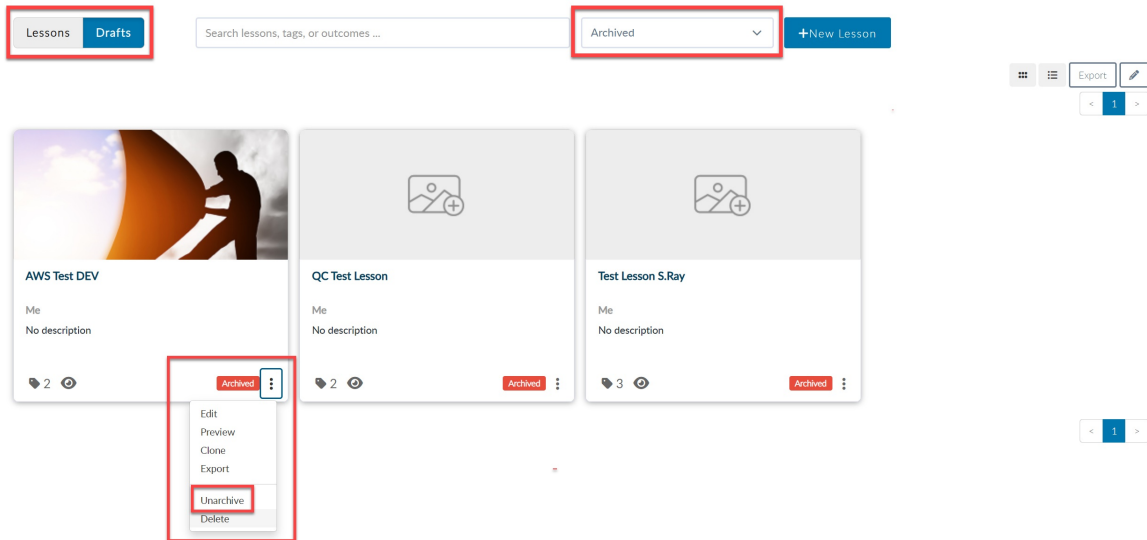 Lessons Drafts Search lessons, tags, or outcomes ... Archived +New Lesson
Export
< 1 >
AWS Test DEV
Me
No description
2 Archived
Edit
Preview
Clone
Export
Unarchive
Delete
QC Test Lesson
Me
No description
2 Archived
Test Lesson S.Ray
Me
No description
3 Archived
< 1 >